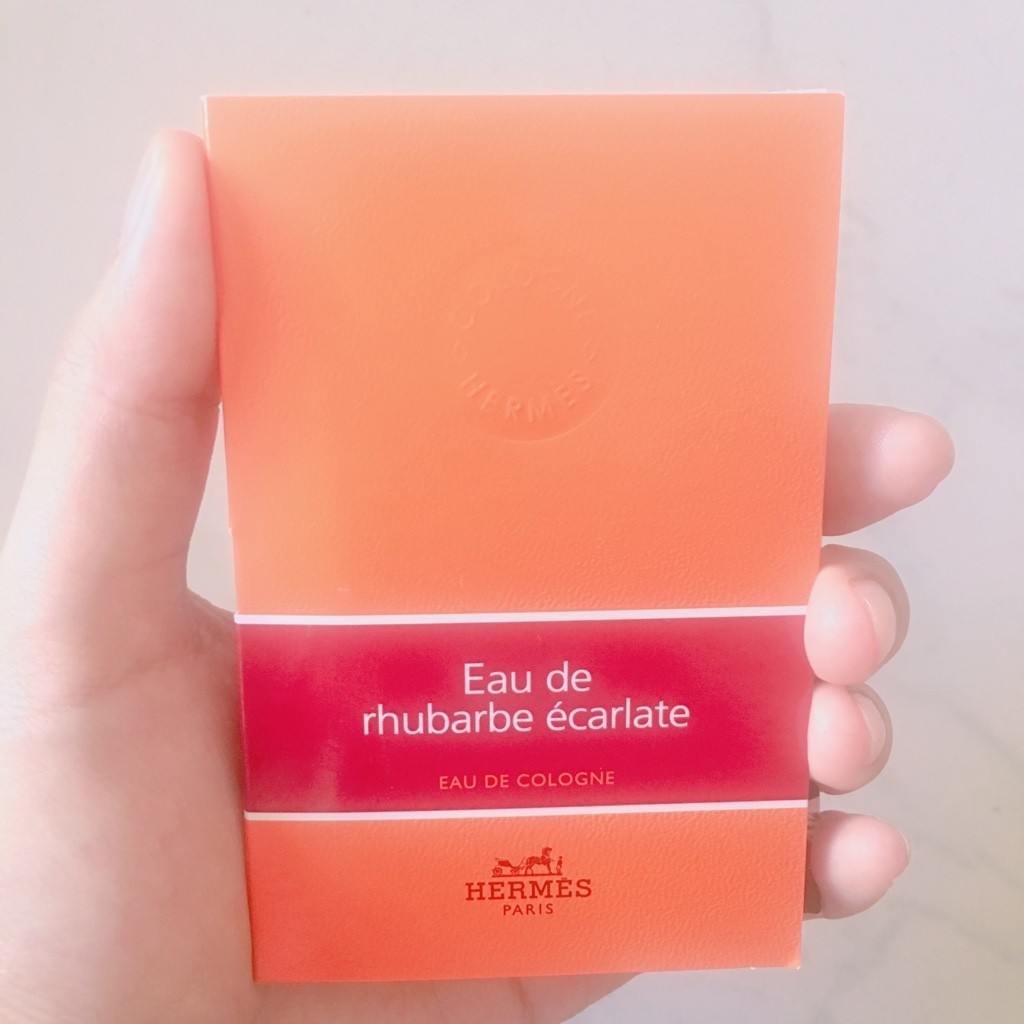 COLOGNE
HERMÈS
Eau de
rhubarbe écarlate
EAU DE COLOGNE
HERMÈS
PARIS